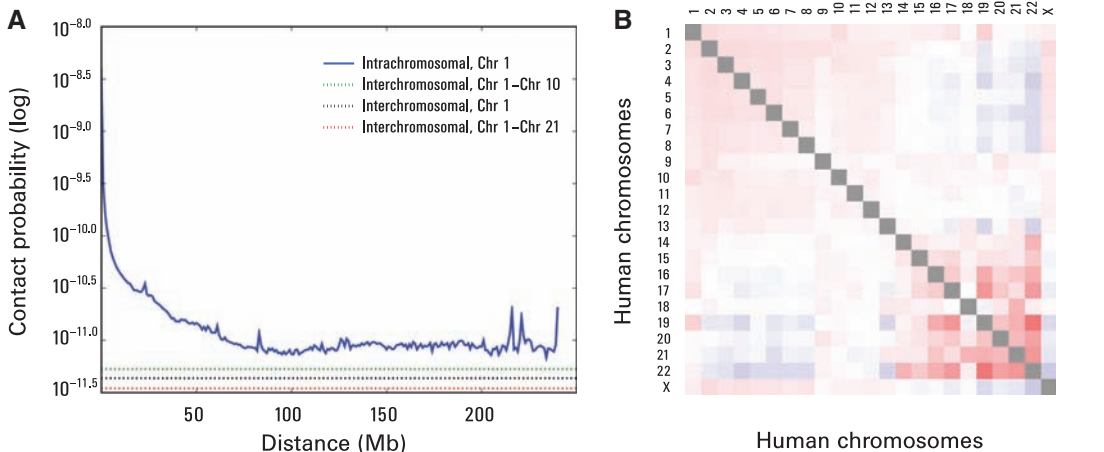 A
Contact probability (log)
10^−8.0
10^−8.5
10^−9.0
10^−9.5
10^−10.0
10^−10.5
10^−11.0
10^−11.5
Intrachromosomal, Chr 1
Interchromosomal, Chr 1–Chr 10
Interchromosomal, Chr 1
Interchromosomal, Chr 1–Chr 21
50 100 150 200
Distance (Mb)
B
1 2 3 4 5 6 7 8 9 10 11 12 13 14 15 16 17 18 19 20 21 22 X
Human chromosomes
1
2
3
4
5
6
7
8
9
10
11
12
13
14
15
16
17
18
19
20
21
22
X
Human chromosomes